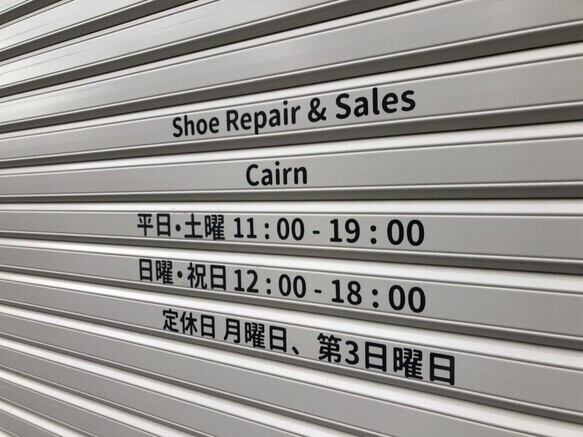 Shoe Repair & Sales
Cairn
平日・土曜 11:00 - 19:00
日曜・祝日 12:00 - 18:00
定休日 月曜日、第3日曜日